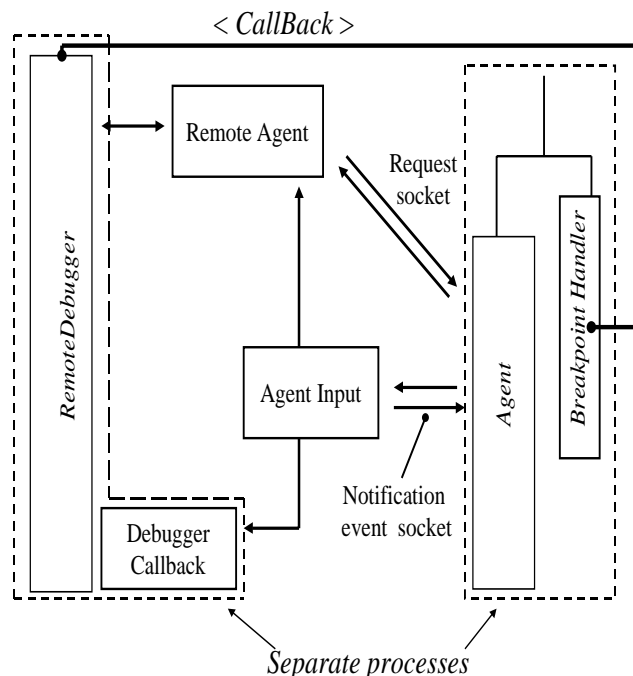 < CallBack >
Remote Agent
Request
socket
RemoteDebugger
Breakpoint Handler
Agent
Agent Input
Notification
event socket
Debugger
Callback
Separate processes